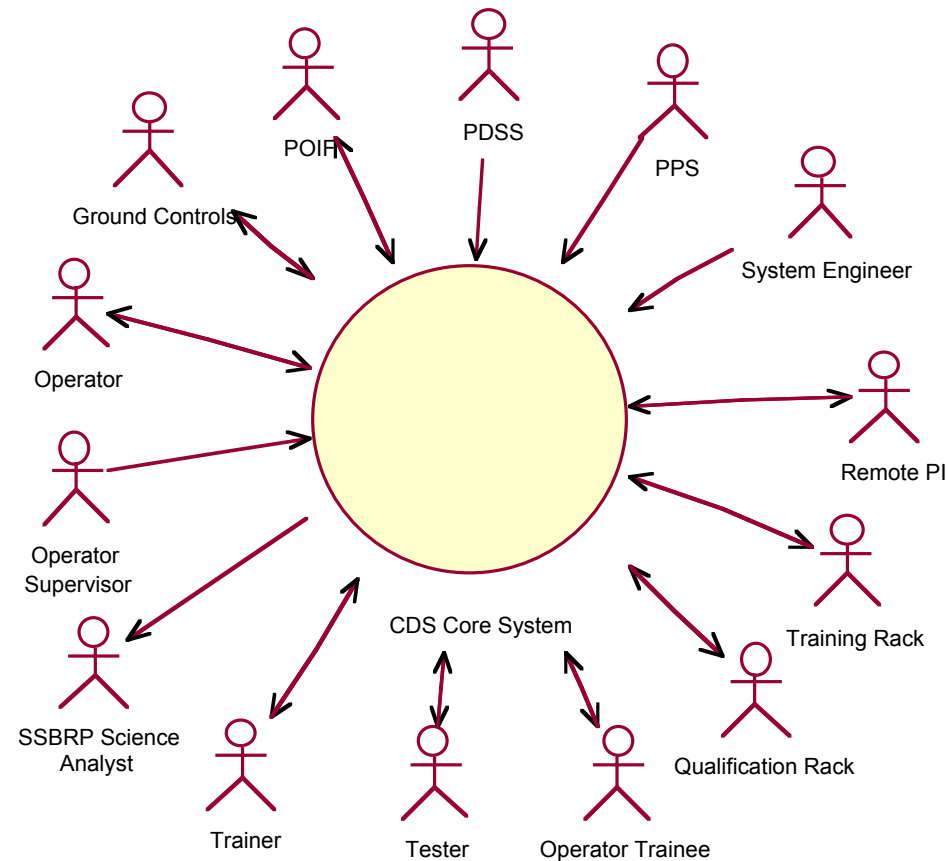 PDSS
POIF
PPS
Ground Controls
System Engineer
Operator
Remote PI
Operator
Supervisor
CDS Core System
Training Rack
SSBRP Science
Analyst
Qualification Rack
Trainer
Tester
Operator Trainee